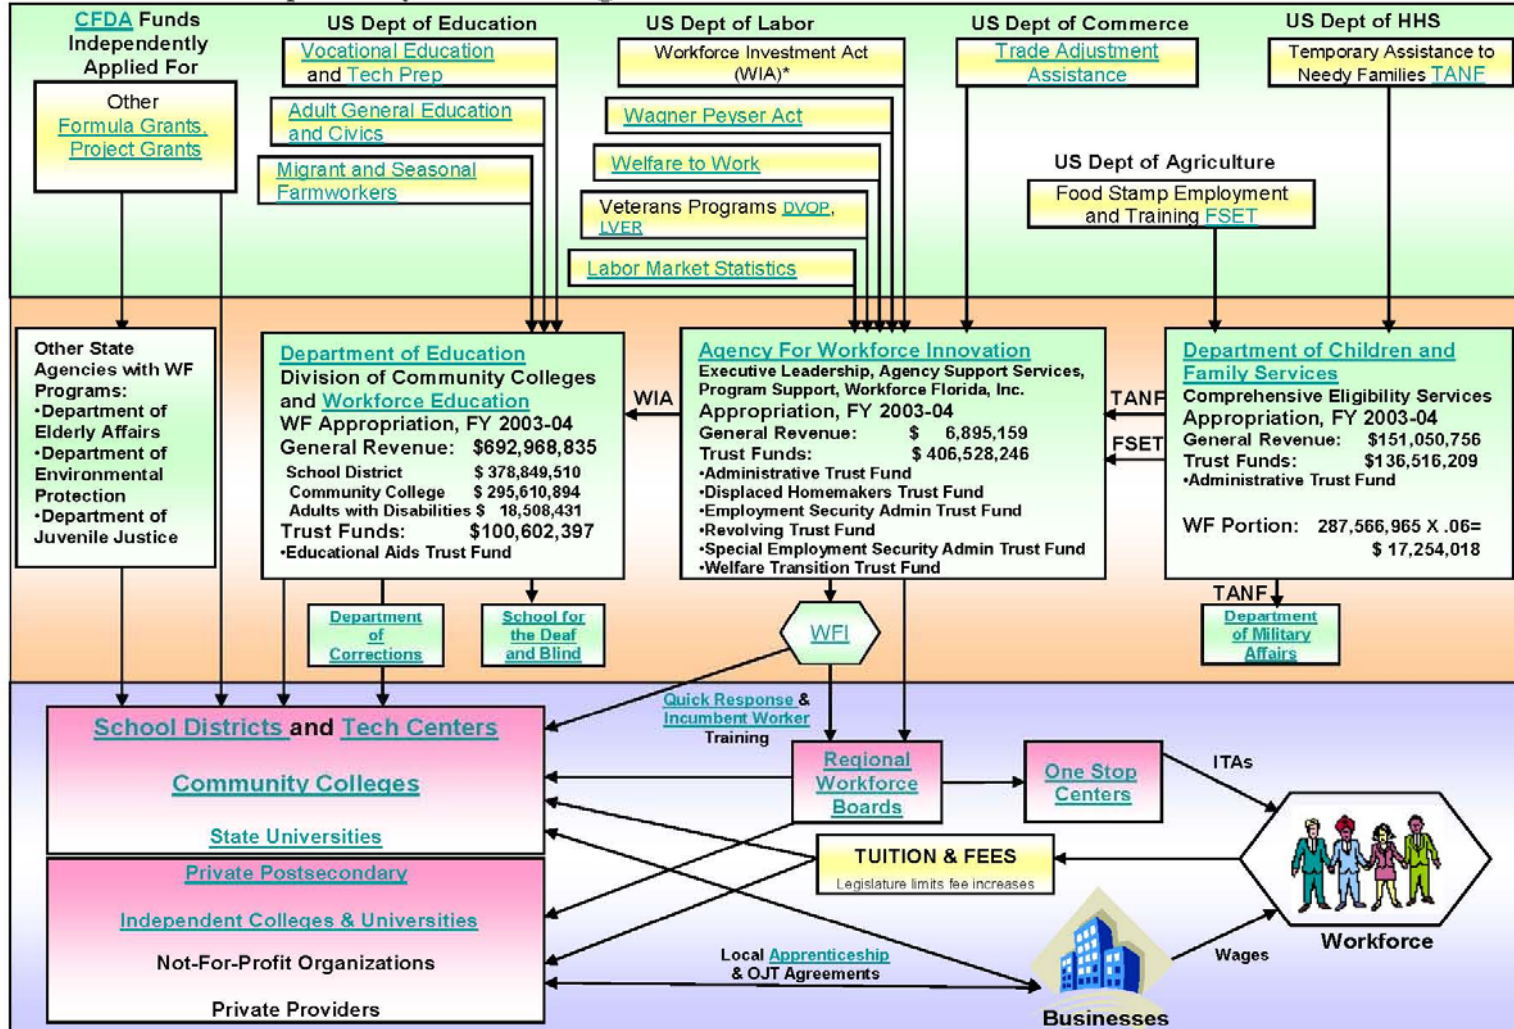 CFDA Funds
Independently
Applied For
Other
Formula Grants,
Project Grants
US Dept of Education
Vocational Education
and Tech Prep
Adult General Education
and Civics
Migrant and Seasonal
Farmworkers
US Dept of Labor
Workforce Investment Act
(WIA)*
Wagner Peyser Act
Welfare to Work
Veterans Programs DVOP,
LVER
Labor Market Statistics
US Dept of Commerce
Trade Adjustment
Assistance
US Dept of HHS
Temporary Assistance to
Needy Families TANF
US Dept of Agriculture
Food Stamp Employment
and Training FSET
Other State
Agencies with WF
Programs:
•Department of
Elderly Affairs
•Department of
Environmental
Protection
•Department of
Juvenile Justice
Department of Education
Division of Community Colleges
and Workforce Education
WF Appropriation, FY 2003-04
General Revenue: $692,968,835
School District $ 378,849,510
Community College $ 295,610,894
Adults with Disabilities $ 18,508,431
Trust Funds: $100,602,397
•Educational Aids Trust Fund
WIA
Agency For Workforce Innovation
Executive Leadership, Agency Support Services,
Program Support, Workforce Florida, Inc.
Appropriation, FY 2003-04
General Revenue: $ 6,895,159
Trust Funds: $ 406,528,246
•Administrative Trust Fund
•Displaced Homemakers Trust Fund
•Employment Security Admin Trust Fund
•Revolving Trust Fund
•Special Employment Security Admin Trust Fund
•Welfare Transition Trust Fund
TANF
FSET
Department of Children and
Family Services
Comprehensive Eligibility Services
Appropriation, FY 2003-04
General Revenue: $151,050,756
Trust Funds: $136,516,209
•Administrative Trust Fund
WF Portion: 287,566,965 X .06=
$ 17,254,018
Department
of
Corrections
School for
the Deaf
and Blind
WFI
TANF
Department
of Military
Affairs
School Districts and Tech Centers
Community Colleges
State Universities
Private Postsecondary
Independent Colleges & Universities
Not-For-Profit Organizations
Private Providers
Quick Response &
Incumbent Worker
Training
Regional
Workforce
Boards
One Stop
Centers
ITAs
TUITION & FEES
Legislature limits fee increases
Workforce
Local Apprenticeship
& OJT Agreements
Wages
Businesses